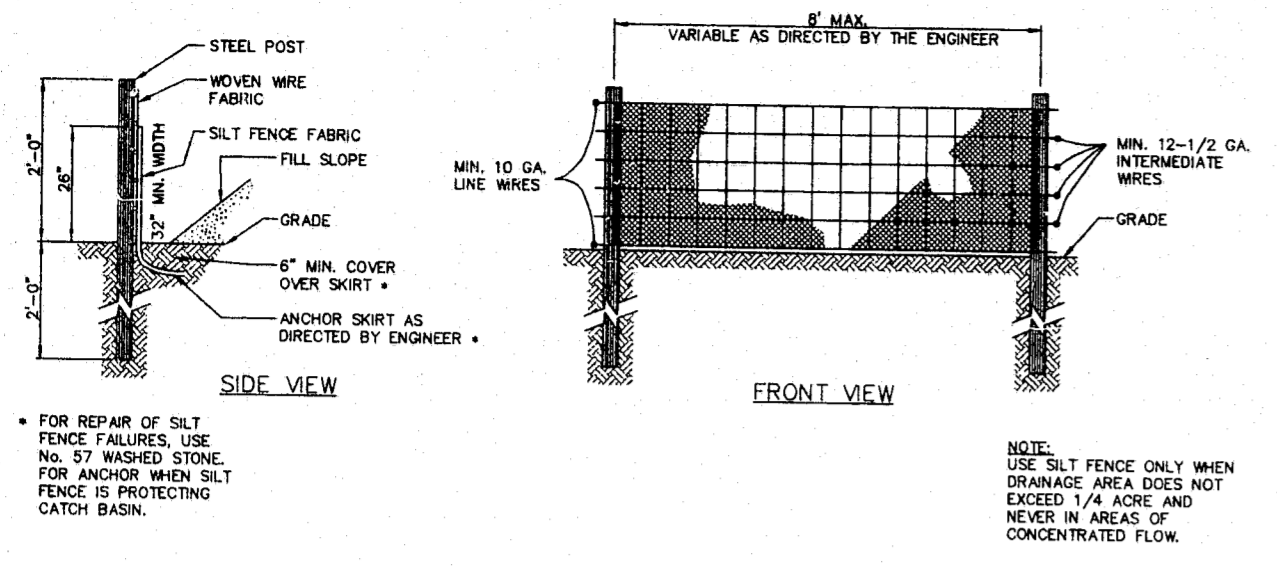 STEEL POST
WOVEN WIRE
FABRIC
SILT FENCE FABRIC
FILL SLOPE
GRADE
6" MIN. COVER
OVER SKIRT *
ANCHOR SKIRT AS
DIRECTED BY ENGINEER *
2'-0"
26"
32" MIN. WIDTH
2'-0"
SIDE VIEW
* FOR REPAIR OF SILT
FENCE FAILURES, USE
No. 57 WASHED STONE.
FOR ANCHOR WHEN SILT
FENCE IS PROTECTING
CATCH BASIN.
8' MAX.
VARIABLE AS DIRECTED BY THE ENGINEER
MIN. 10 GA.
LINE WIRES
MIN. 12-1/2 GA.
INTERMEDIATE
WIRES
GRADE
FRONT VIEW
NOTE:
USE SILT FENCE ONLY WHEN
DRAINAGE AREA DOES NOT
EXCEED 1/4 ACRE AND
NEVER IN AREAS OF
CONCENTRATED FLOW.